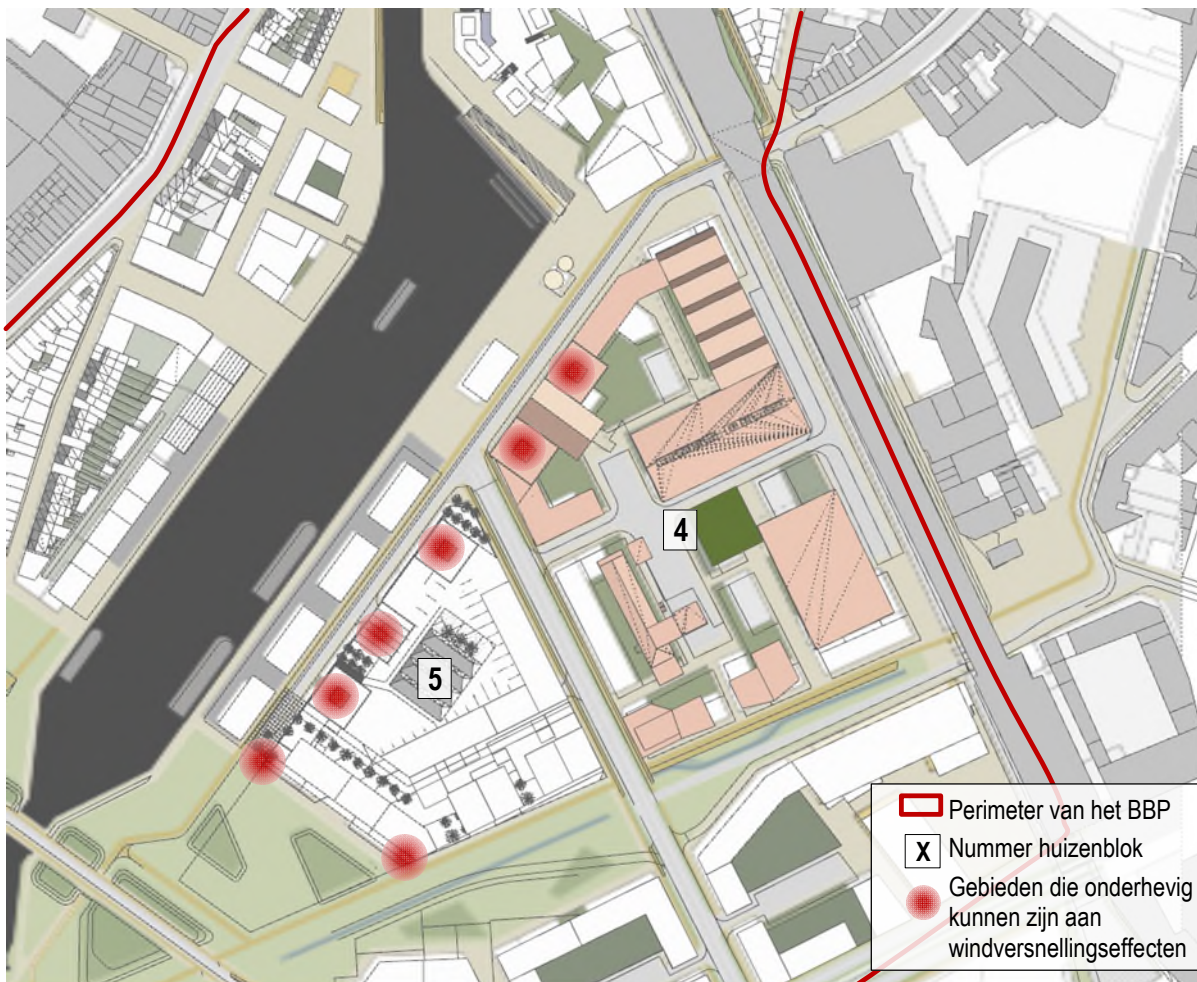 4
5
Perimeter van het BBP
X Nummer huizenblok
Gebieden die onderhevig
kunnen zijn aan
windversnellingseffecten